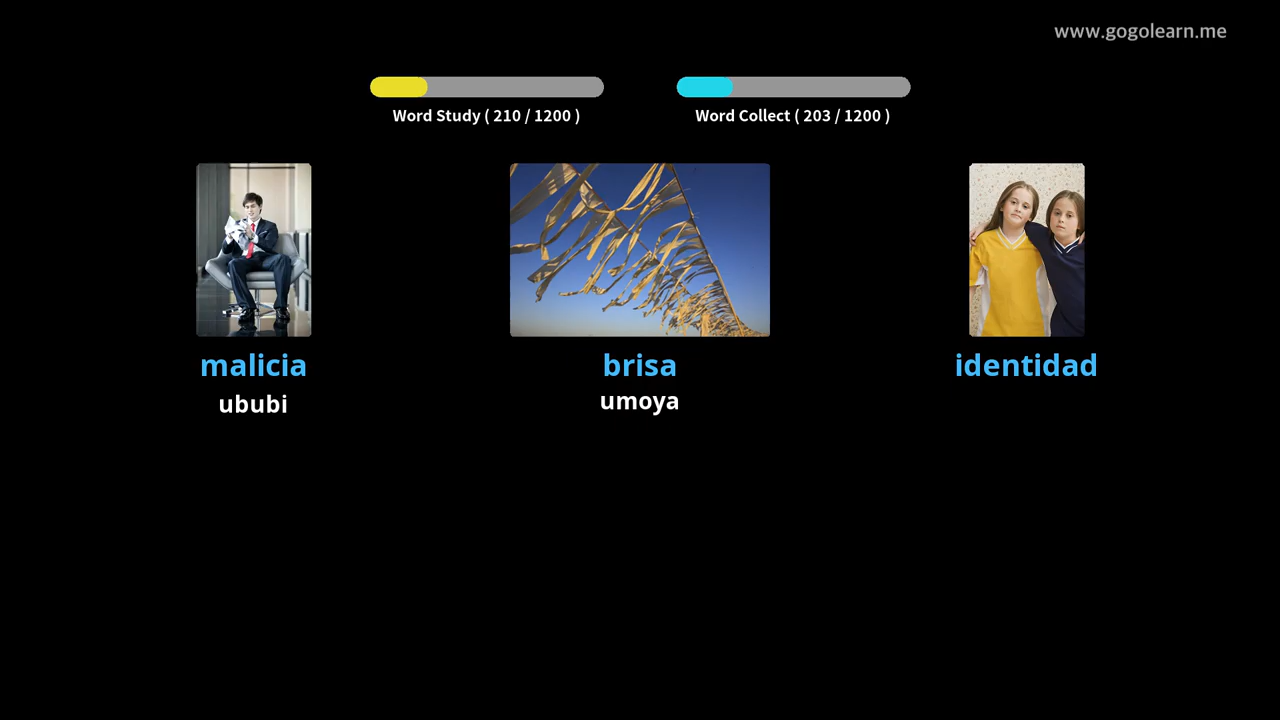 www.gogolearn.me
Word Study ( 210 / 1200 )
Word Collect ( 203 / 1200 )
malicia
brisa
identidad
ububi
umoya